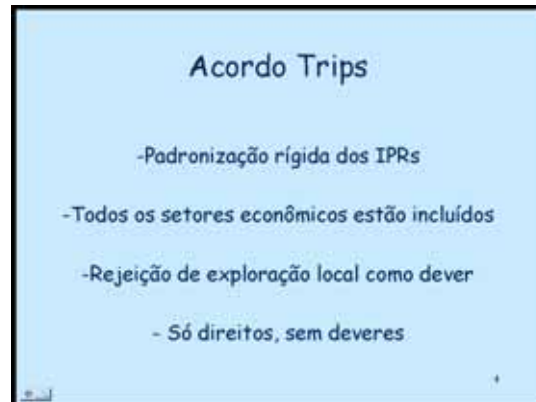 Acordo Trips
-Padronização rígida dos IPRs
-Todos os setores econômicos estão incluídos
-Rejeição de exploração local como dever
- Só direitos, sem deveres